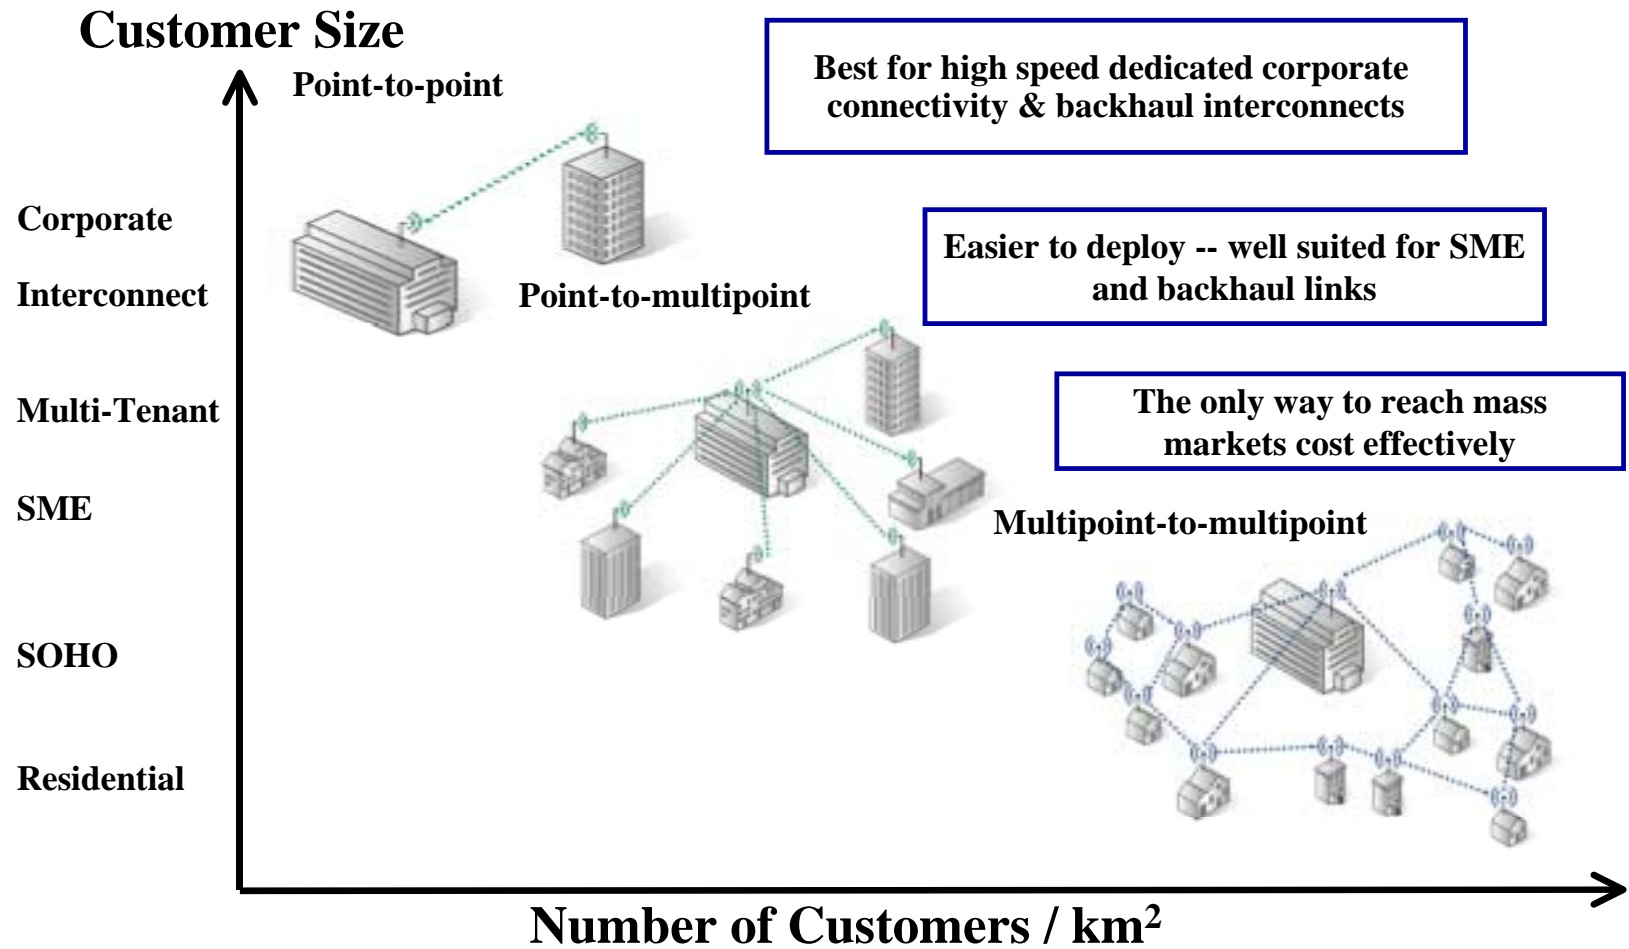 Customer Size
Point-to-point
Best for high speed dedicated corporate
connectivity & backhaul interconnects
Corporate
Interconnect
Point-to-multipoint
Easier to deploy -- well suited for SME
and backhaul links
Multi-Tenant
The only way to reach mass
markets cost effectively
SME
Multipoint-to-multipoint
SOHO
Residential
Number of Customers / km²